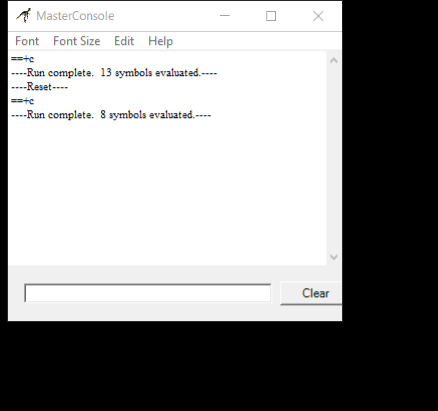 MasterConsole
Font Font Size Edit Help
==+c
----Run complete.  13 symbols evaluated.----
----Reset----
==+c
----Run complete.  8 symbols evaluated.----
Clear